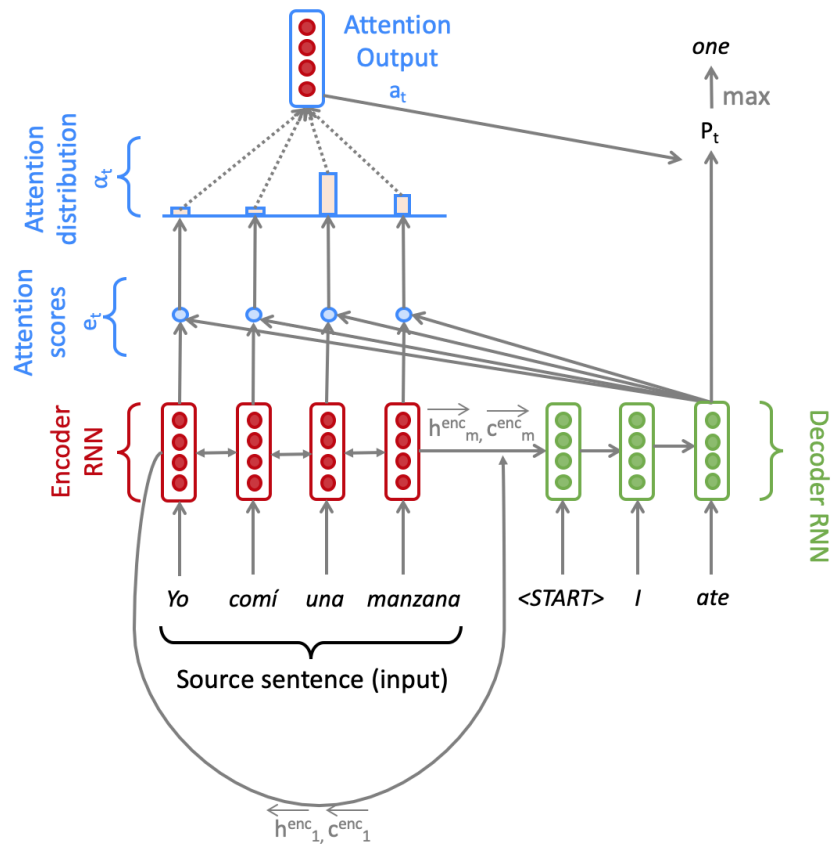 Attention
Output
a_t
one
max
P_t
Attention
distribution
α_t
Attention
scores
e_t
Encoder
RNN
h^enc_m, c^enc_m
Decoder RNN
Yo comí una manzana <START> I ate
Source sentence (input)
h^enc_1, c^enc_1